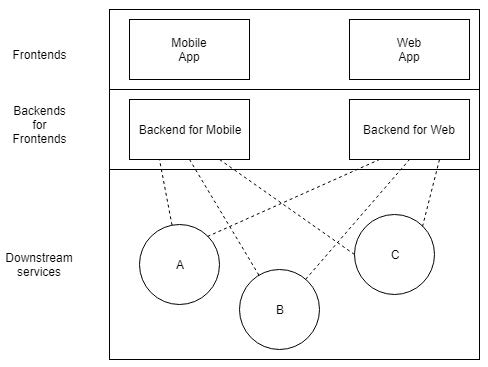 Frontends
Mobile
App
Web
App
Backends
for
Frontends
Backend for Mobile
Backend for Web
Downstream
services
A
B
C